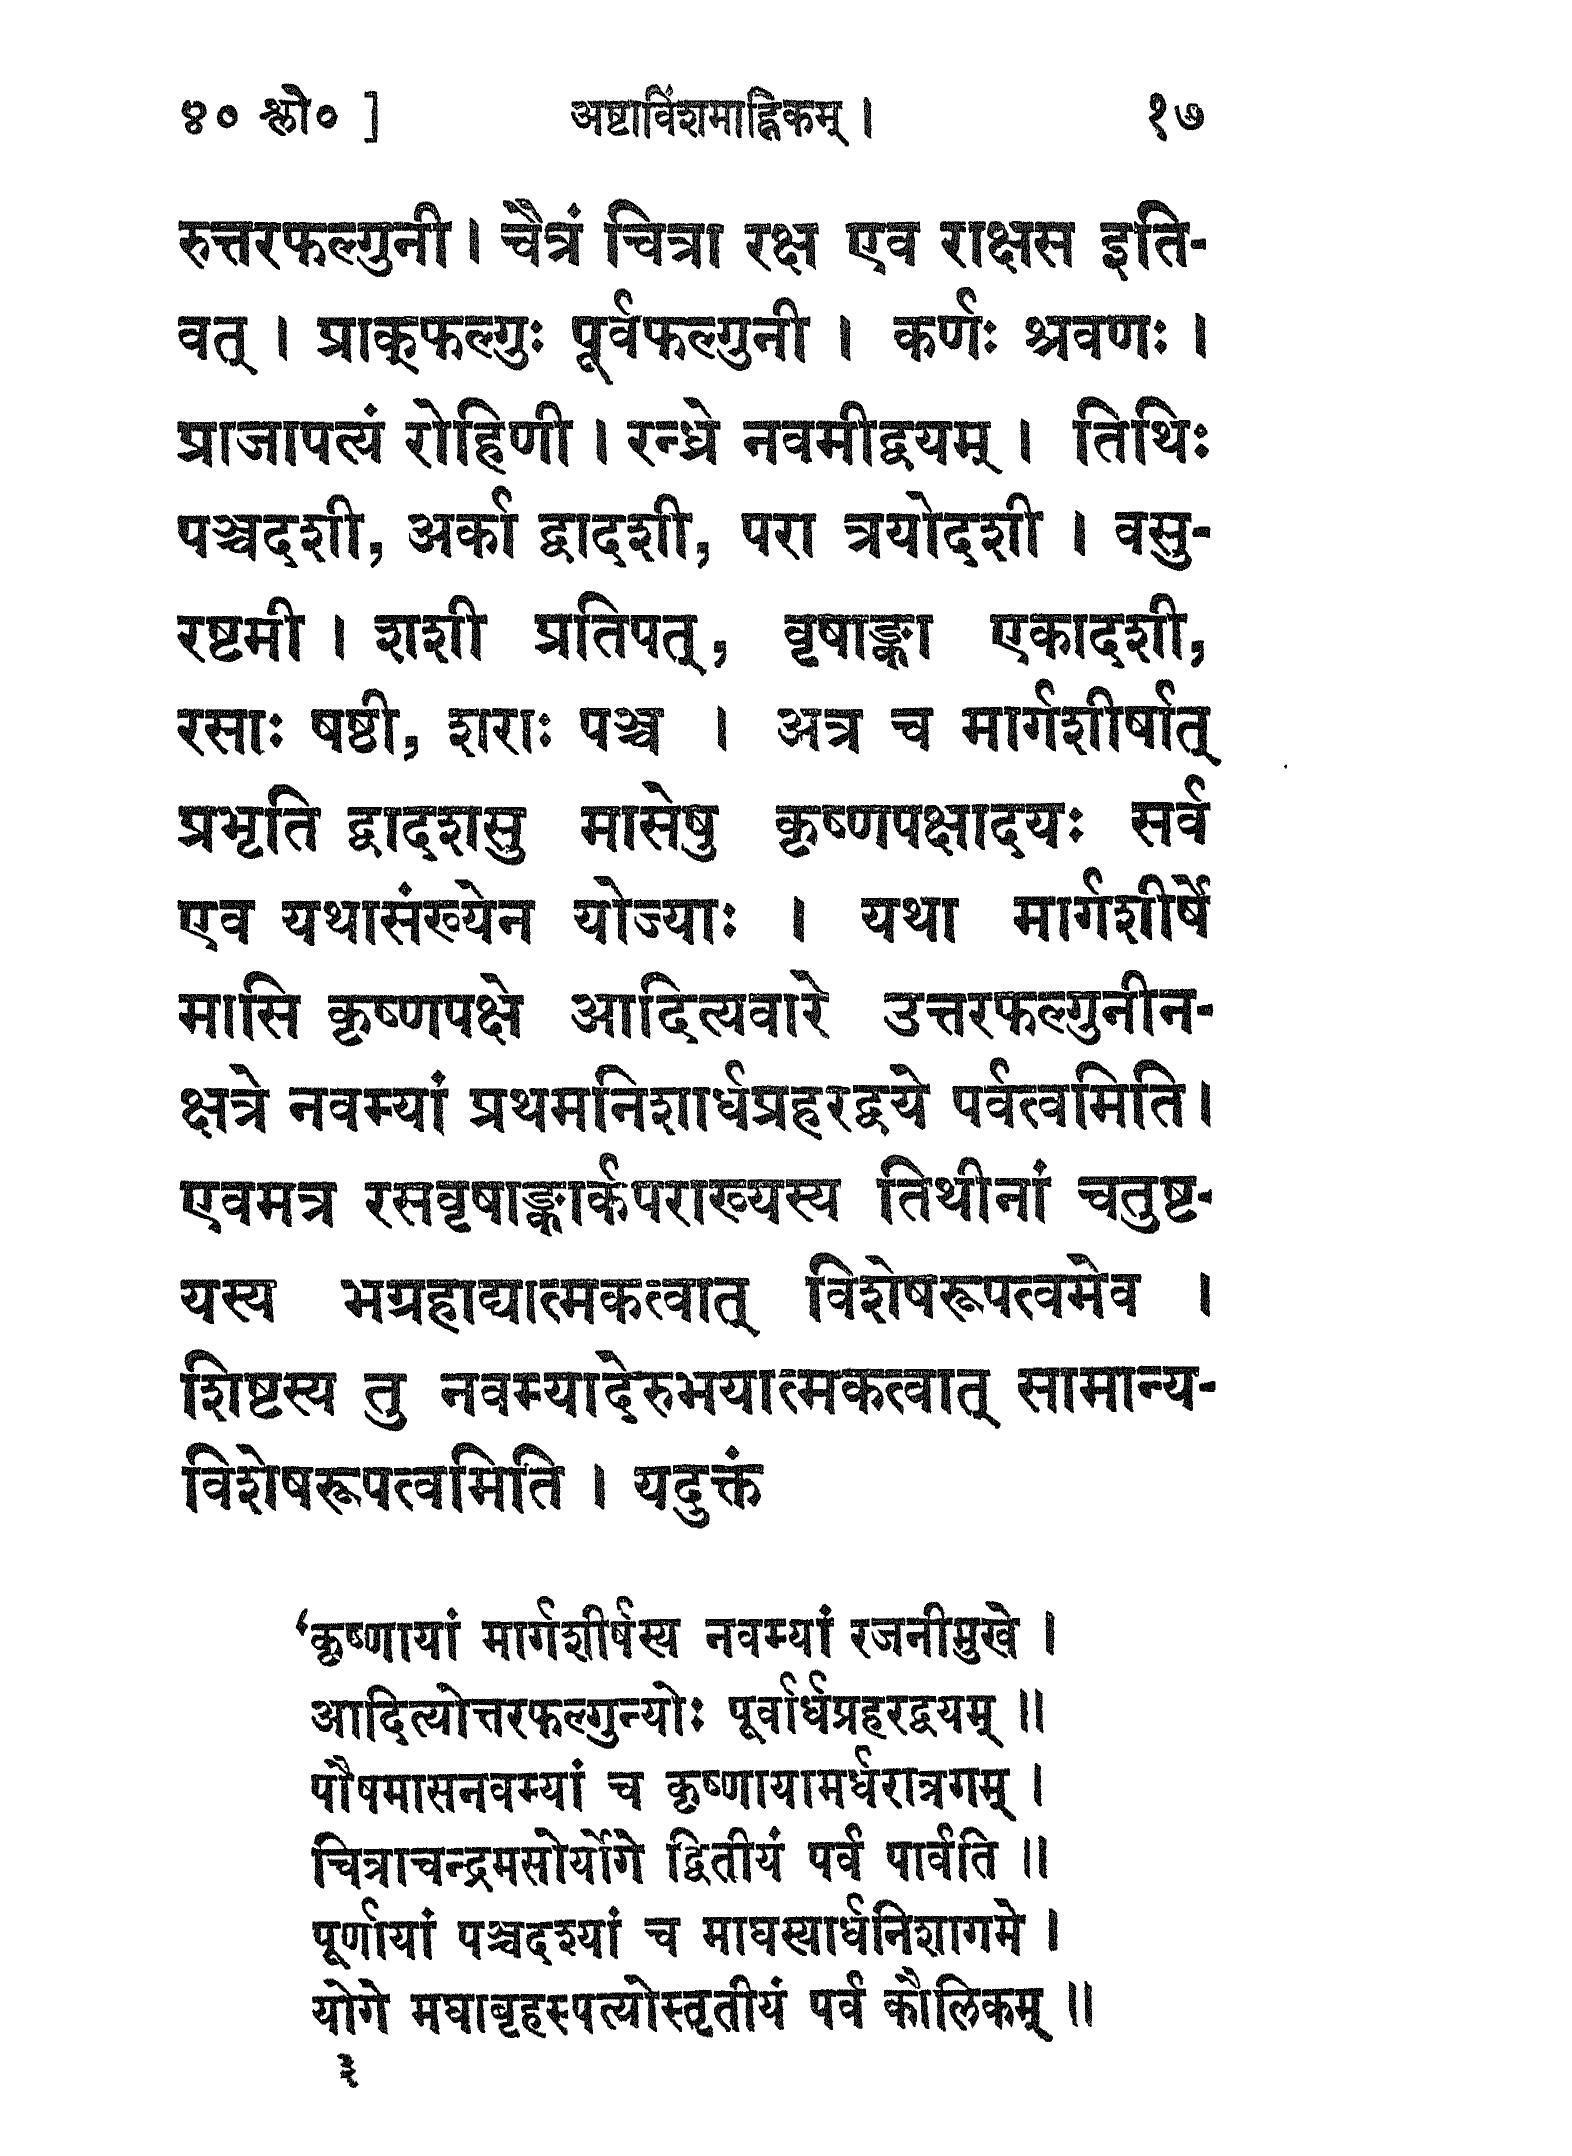 ४० श्लो० ] अष्टाविंशमाह्निकम् । १७
रुत्तरफल्गुनी । चैत्रं चित्रा रक्ष एव राक्षस इति-
वत् । प्राक्फल्गुः पूर्वफल्गुनी । कर्णः श्रवणः ।
प्राजापत्यं रोहिणी । रन्ध्रे नवमीद्वयम् । तिथिः
पञ्चदशी, अर्का द्वादशी, परा त्रयोदशी । वसु-
रष्टमी । शशी प्रतिपत्, वृषाङ्का एकादशी,
रसाः षष्ठी, शराः पञ्च । अत्र च मार्गशीर्षात्
प्रभृति द्वादशसु मासेषु कृष्णपक्षादयः सर्व
एव यथासंख्येन योज्याः । यथा मार्गशीर्षे
मासि कृष्णपक्षे आदित्यवारे उत्तरफल्गुनीन-
क्षत्रे नवम्यां प्रथमनिशार्धप्रहरद्वये पर्वत्वमिति ।
एवमत्र रसवृषाङ्कार्कपराख्यस्य तिथीनां चतुष्ट-
यस्य भग्रहाद्यात्मकत्वात् विशेषरूपत्वमेव ।
शिष्टस्य तु नवम्यादेरुभयात्मकत्वात् सामान्य-
विशेषरूपत्वमिति । यदुक्तं
‘कृष्णायां मार्गशीर्षस्य नवम्यां रजनीमुखे ।
आदित्योत्तरफल्गुन्योः पूर्वार्धप्रहरद्वयम् ॥
पौषमासनवम्यां च कृष्णायामर्धरात्रगम् ।
चित्राचन्द्रमसोर्योगे द्वितीयं पर्व पार्वति ॥
पूर्णायां पञ्चदश्यां च माघस्यार्धनिशागमे ।
योगे मघाबृहस्पत्योस्तृतीयं पर्व कौलिकम् ॥
३